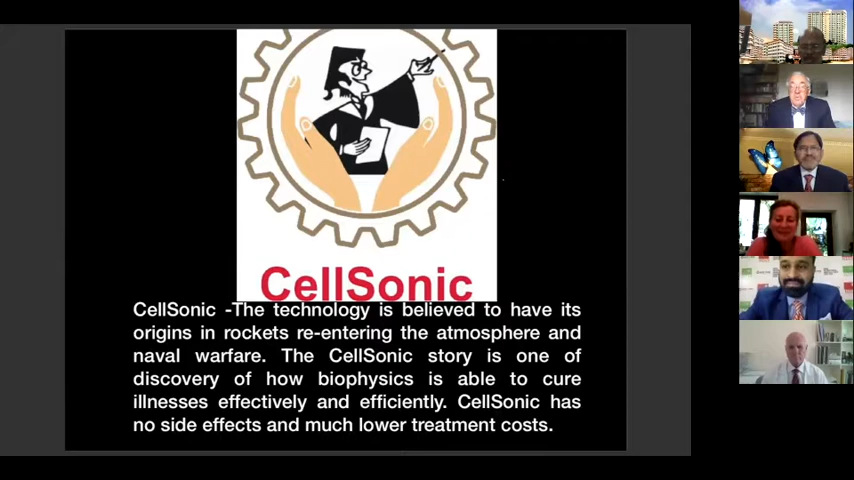 CellSonic
CellSonic -The technology is believed to have its
origins in rockets re-entering the atmosphere and
naval warfare. The CellSonic story is one of
discovery of how biophysics is able to cure
illnesses effectively and efficiently. CellSonic has
no side effects and much lower treatment costs.